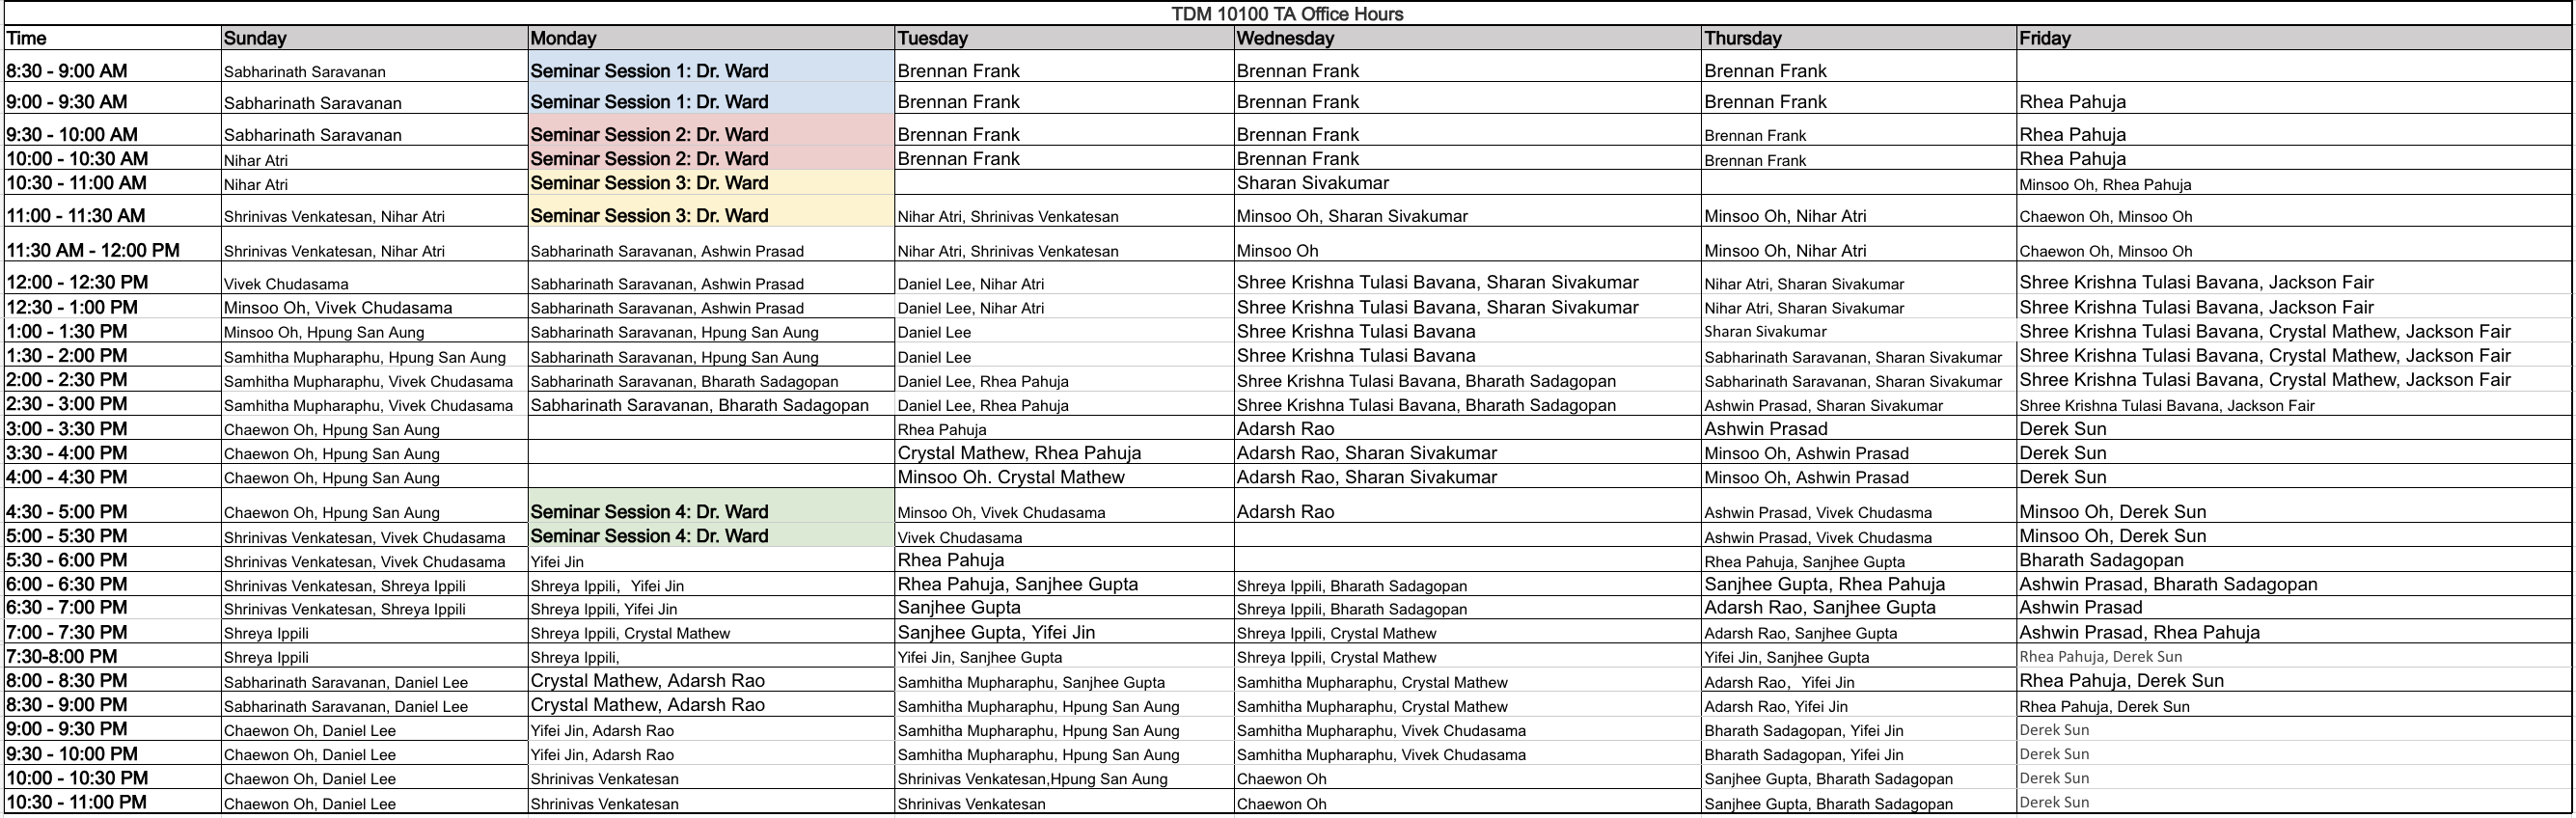 TDM 10100 TA Office Hours
Time Sunday Monday Tuesday Wednesday Thursday Friday
8:30 - 9:00 AM Sabharinath Saravanan Seminar Session 1: Dr. Ward Brennan Frank Brennan Frank Brennan Frank
9:00 - 9:30 AM Sabharinath Saravanan Seminar Session 1: Dr. Ward Brennan Frank Brennan Frank Brennan Frank Rhea Pahuja
9:30 - 10:00 AM Sabharinath Saravanan Seminar Session 2: Dr. Ward Brennan Frank Brennan Frank Brennan Frank Rhea Pahuja
10:00 - 10:30 AM Nihar Atri Seminar Session 2: Dr. Ward Brennan Frank Brennan Frank Brennan Frank Rhea Pahuja
10:30 - 11:00 AM Nihar Atri Seminar Session 3: Dr. Ward Sharan Sivakumar Minsoo Oh, Rhea Pahuja
11:00 - 11:30 AM Shrinivas Venkatesan, Nihar Atri Seminar Session 3: Dr. Ward Nihar Atri, Shrinivas Venkatesan Minsoo Oh, Sharan Sivakumar Minsoo Oh, Nihar Atri Chaewon Oh, Minsoo Oh
11:30 AM - 12:00 PM Shrinivas Venkatesan, Nihar Atri Sabharinath Saravanan, Ashwin Prasad Nihar Atri, Shrinivas Venkatesan Minsoo Oh Minsoo Oh, Nihar Atri Chaewon Oh, Minsoo Oh
12:00 - 12:30 PM Vivek Chudasama Sabharinath Saravanan, Ashwin Prasad Daniel Lee, Nihar Atri Shree Krishna Tulasi Bavana, Sharan Sivakumar Nihar Atri, Sharan Sivakumar Shree Krishna Tulasi Bavana, Jackson Fair
12:30 - 1:00 PM Minsoo Oh, Vivek Chudasama Sabharinath Saravanan, Ashwin Prasad Daniel Lee, Nihar Atri Shree Krishna Tulasi Bavana, Sharan Sivakumar Nihar Atri, Sharan Sivakumar Shree Krishna Tulasi Bavana, Jackson Fair
1:00 - 1:30 PM Minsoo Oh, Hpung San Aung Sabharinath Saravanan, Hpung San Aung Daniel Lee Shree Krishna Tulasi Bavana Sharan Sivakumar Shree Krishna Tulasi Bavana, Crystal Mathew, Jackson Fair
1:30 - 2:00 PM Samhitha Mupharaphu, Hpung San Aung Sabharinath Saravanan, Hpung San Aung Daniel Lee Shree Krishna Tulasi Bavana Sabharinath Saravanan, Sharan Sivakumar Shree Krishna Tulasi Bavana, Crystal Mathew, Jackson Fair
2:00 - 2:30 PM Samhitha Mupharaphu, Vivek Chudasama Sabharinath Saravanan, Bharath Sadagopan Daniel Lee, Rhea Pahuja Shree Krishna Tulasi Bavana, Bharath Sadagopan Sabharinath Saravanan, Sharan Sivakumar Shree Krishna Tulasi Bavana, Crystal Mathew, Jackson Fair
2:30 - 3:00 PM Samhitha Mupharaphu, Vivek Chudasama Sabharinath Saravanan, Bharath Sadagopan Daniel Lee, Rhea Pahuja Shree Krishna Tulasi Bavana, Bharath Sadagopan Ashwin Prasad, Sharan Sivakumar Shree Krishna Tulasi Bavana, Jackson Fair
3:00 - 3:30 PM Chaewon Oh, Hpung San Aung Rhea Pahuja Adarsh Rao Ashwin Prasad Derek Sun
3:30 - 4:00 PM Chaewon Oh, Hpung San Aung Crystal Mathew, Rhea Pahuja Adarsh Rao, Sharan Sivakumar Minsoo Oh, Ashwin Prasad Derek Sun
4:00 - 4:30 PM Chaewon Oh, Hpung San Aung Minsoo Oh. Crystal Mathew Adarsh Rao, Sharan Sivakumar Minsoo Oh, Ashwin Prasad Derek Sun
4:30 - 5:00 PM Chaewon Oh, Hpung San Aung Seminar Session 4: Dr. Ward Minsoo Oh, Vivek Chudasama Adarsh Rao Ashwin Prasad, Vivek Chudasma Minsoo Oh, Derek Sun
5:00 - 5:30 PM Shrinivas Venkatesan, Vivek Chudasama Seminar Session 4: Dr. Ward Vivek Chudasama Ashwin Prasad, Vivek Chudasma Minsoo Oh, Derek Sun
5:30 - 6:00 PM Shrinivas Venkatesan, Vivek Chudasama Yifei Jin Rhea Pahuja Rhea Pahuja, Sanjhee Gupta Bharath Sadagopan
6:00 - 6:30 PM Shrinivas Venkatesan, Shreya Ippili Shreya Ippili, Yifei Jin Rhea Pahuja, Sanjhee Gupta Shreya Ippili, Bharath Sadagopan Sanjhee Gupta, Rhea Pahuja Ashwin Prasad, Bharath Sadagopan
6:30 - 7:00 PM Shrinivas Venkatesan, Shreya Ippili Shreya Ippili, Yifei Jin Sanjhee Gupta Shreya Ippili, Bharath Sadagopan Adarsh Rao, Sanjhee Gupta Ashwin Prasad
7:00 - 7:30 PM Shreya Ippili Shreya Ippili, Crystal Mathew Sanjhee Gupta, Yifei Jin Shreya Ippili, Crystal Mathew Adarsh Rao, Sanjhee Gupta Ashwin Prasad, Rhea Pahuja
7:30-8:00 PM Shreya Ippili Shreya Ippili, Yifei Jin, Sanjhee Gupta Shreya Ippili, Crystal Mathew Yifei Jin, Sanjhee Gupta Rhea Pahuja, Derek Sun
8:00 - 8:30 PM Sabharinath Saravanan, Daniel Lee Crystal Mathew, Adarsh Rao Samhitha Mupharaphu, Sanjhee Gupta Samhitha Mupharaphu, Crystal Mathew Adarsh Rao, Yifei Jin Rhea Pahuja, Derek Sun
8:30 - 9:00 PM Sabharinath Saravanan, Daniel Lee Crystal Mathew, Adarsh Rao Samhitha Mupharaphu, Hpung San Aung Samhitha Mupharaphu, Crystal Mathew Adarsh Rao, Yifei Jin Rhea Pahuja, Derek Sun
9:00 - 9:30 PM Chaewon Oh, Daniel Lee Yifei Jin, Adarsh Rao Samhitha Mupharaphu, Hpung San Aung Samhitha Mupharaphu, Vivek Chudasama Bharath Sadagopan, Yifei Jin Derek Sun
9:30 - 10:00 PM Chaewon Oh, Daniel Lee Yifei Jin, Adarsh Rao Samhitha Mupharaphu, Hpung San Aung Samhitha Mupharaphu, Vivek Chudasama Bharath Sadagopan, Yifei Jin Derek Sun
10:00 - 10:30 PM Chaewon Oh, Daniel Lee Shrinivas Venkatesan Shrinivas Venkatesan,Hpung San Aung Chaewon Oh Sanjhee Gupta, Bharath Sadagopan Derek Sun
10:30 - 11:00 PM Chaewon Oh, Daniel Lee Shrinivas Venkatesan Shrinivas Venkatesan Chaewon Oh Sanjhee Gupta, Bharath Sadagopan Derek Sun